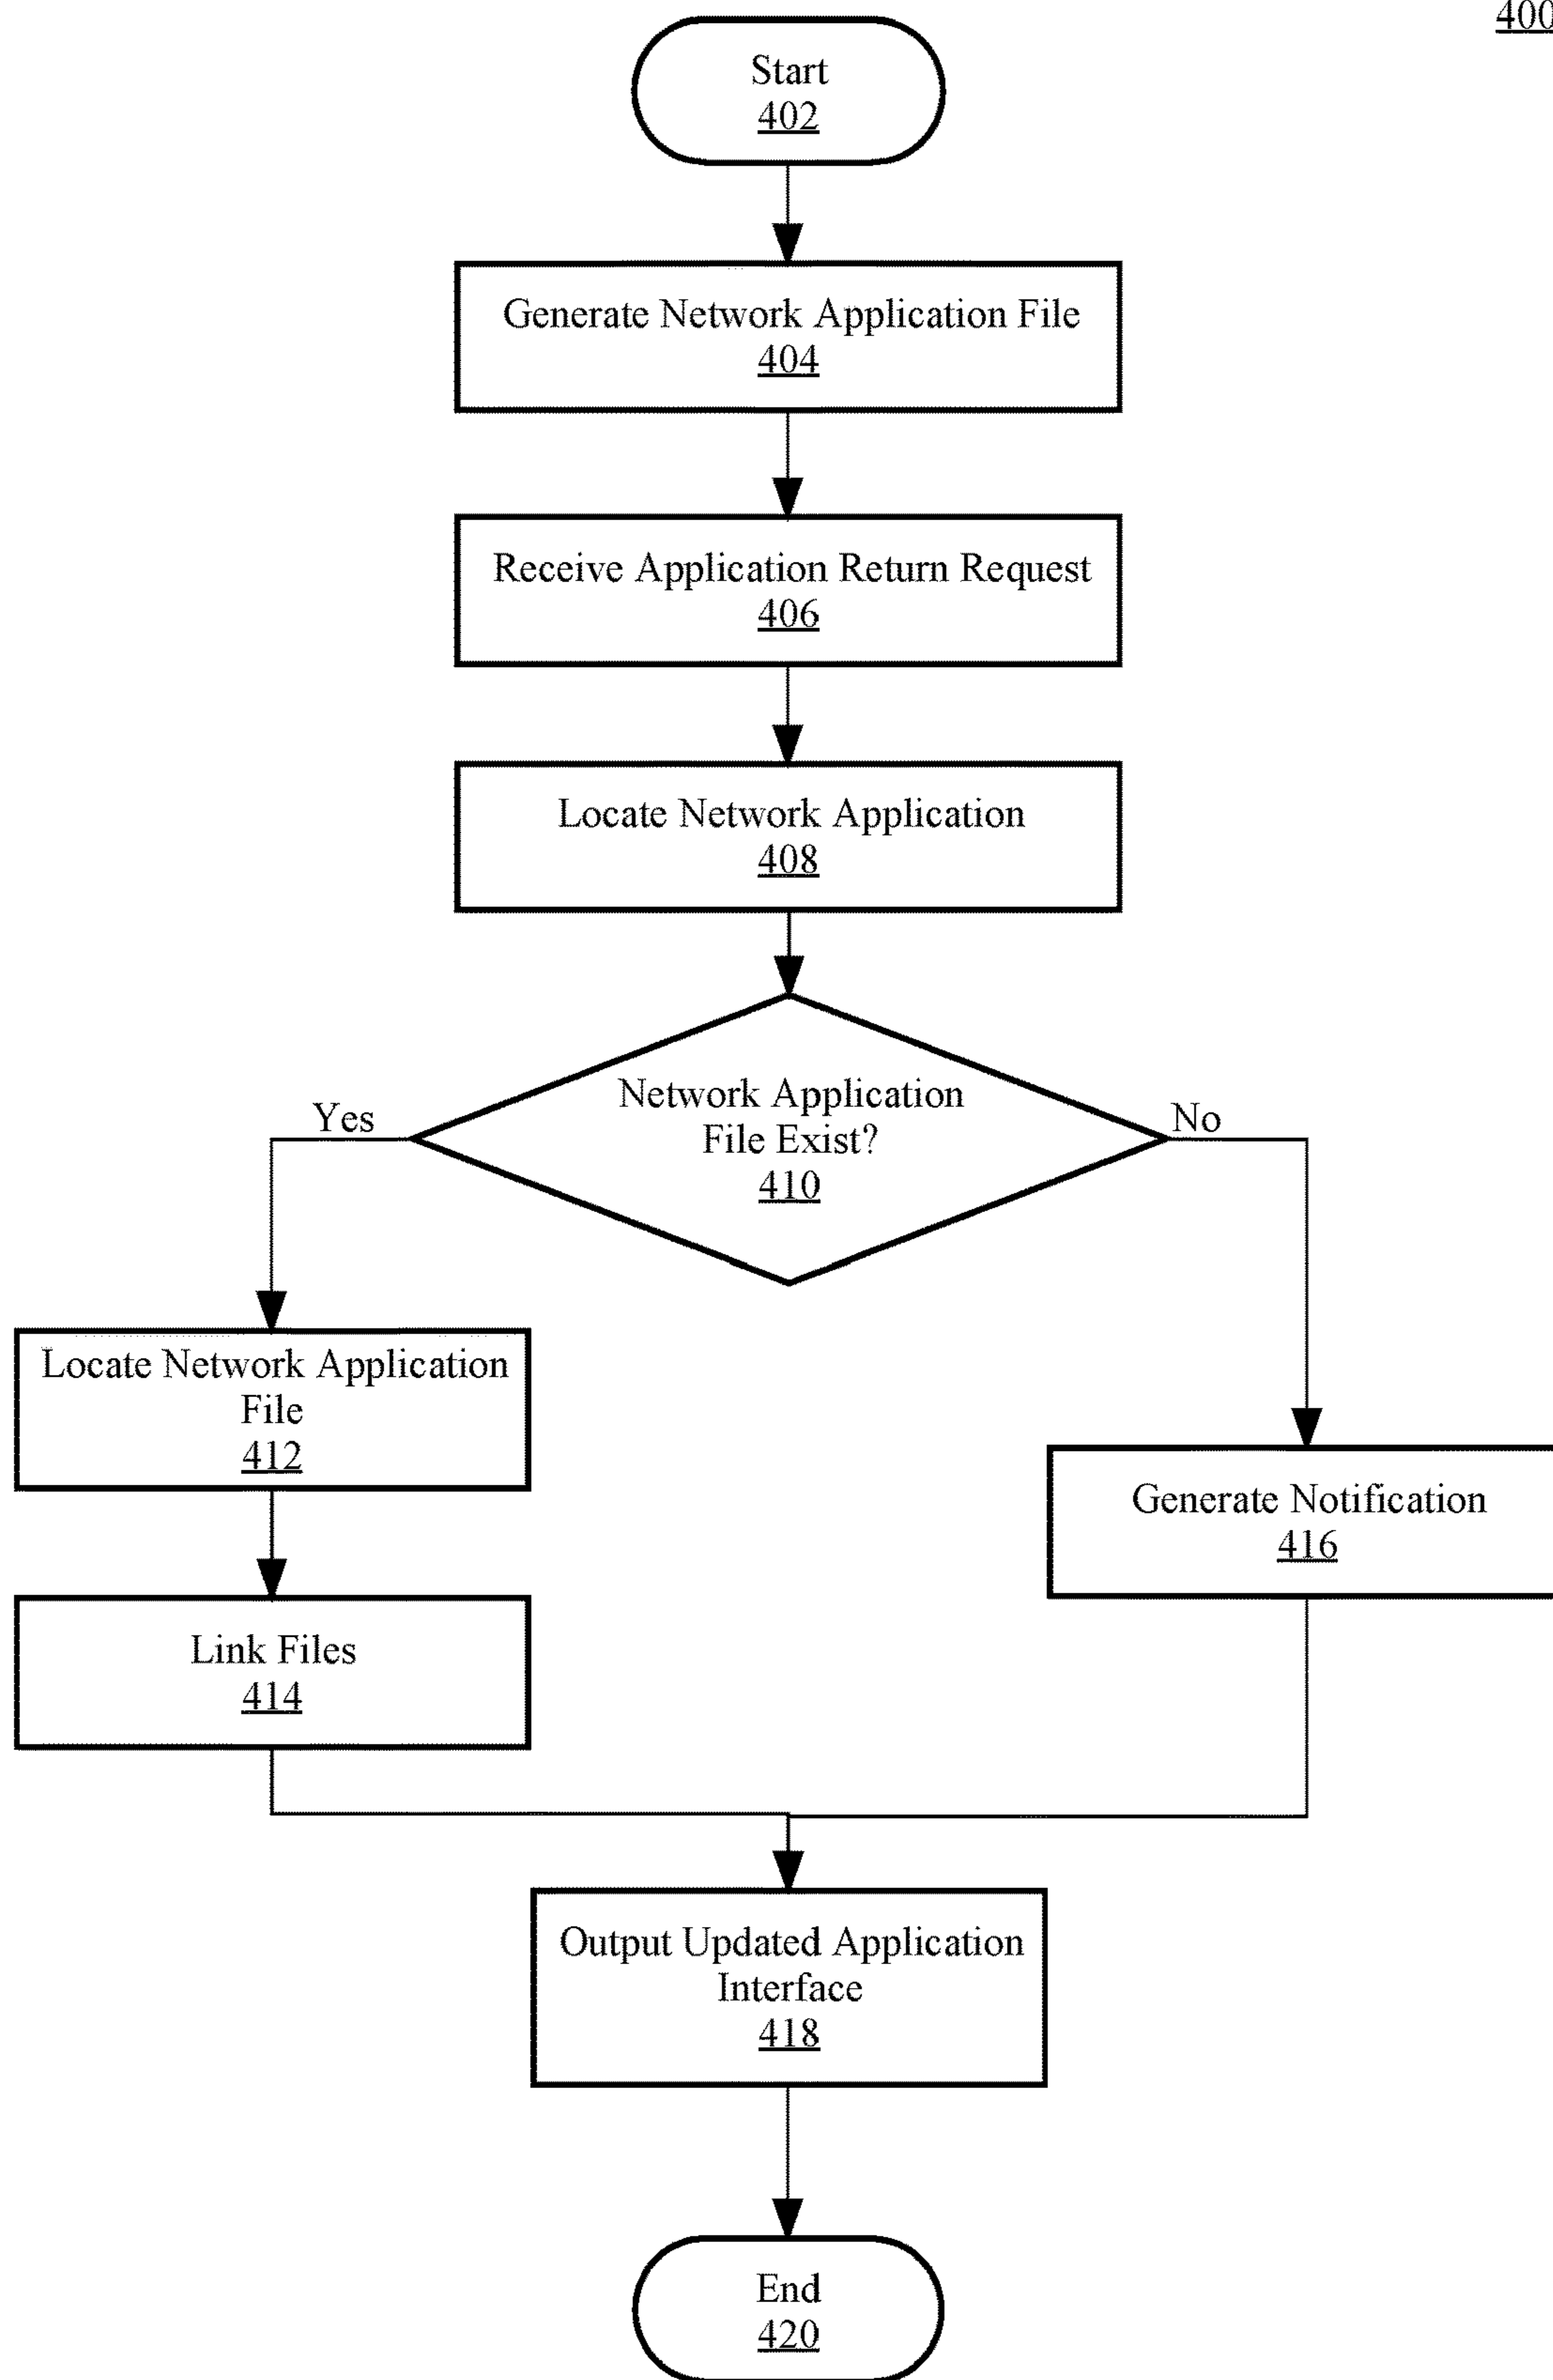 400
Start
402
Generate Network Application File
404
Receive Application Return Request
406
Locate Network Application
408
Network Application
File Exist?
410
Yes
No
Locate Network Application
File
412
Generate Notification
416
Link Files
414
Output Updated Application
Interface
418
End
420